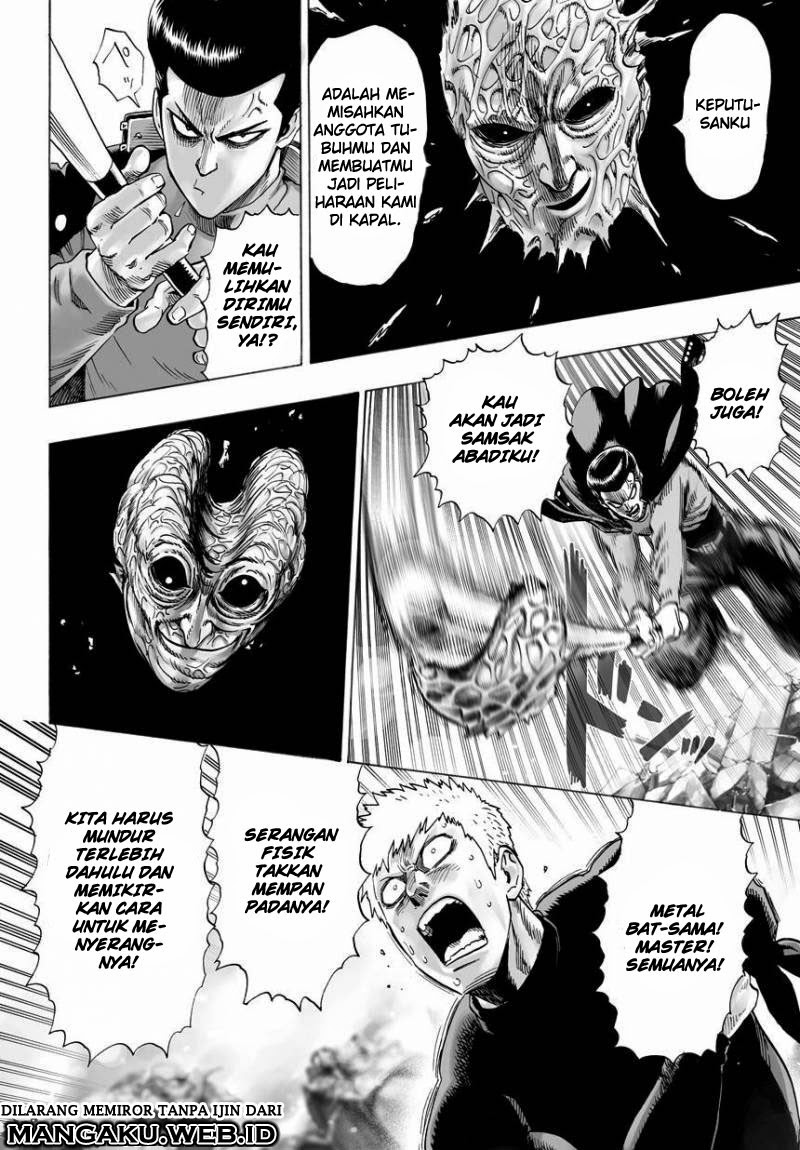 KEPUTU-
SANKU
ADALAH ME-
MISAHKAN
ANGGOTA TU-
BUHMU DAN
MEMBUATMU
JADI PELI-
HARAAN KAMI
DI KAPAL.
KAU
MEMU-
LIHKAN
DIRIMU
SENDIRI,
YA!?
BOLEH
JUGA!
KAU
AKAN JADI
SAMSAK
ABADIKU!
METAL
BAT-SAMA!
MASTER!
SEMUANYA!
SERANGAN
FISIK
TAKKAN
MEMPAN
PADANYA!
KITA HARUS
MUNDUR
TERLEBIH
DAHULU DAN
MEMIKIR-
KAN CARA
UNTUK ME-
NYERANG-
NYA!
DILARANG MEMIROR TANPA IJIN DARI
MANGAKU.WEB.ID